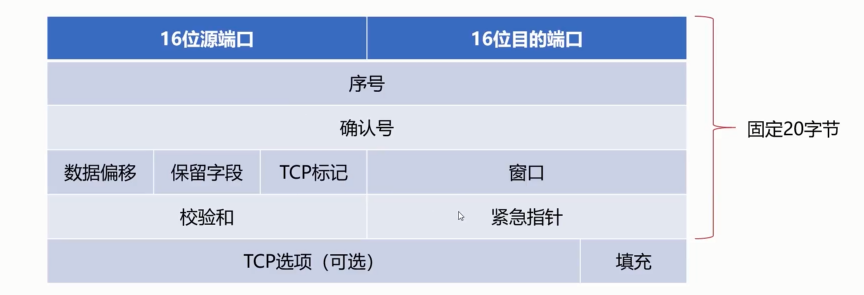 16位源端口 16位目的端口
序号
确认号
固定20字节
数据偏移 保留字段 TCP标记 窗口
校验和 紧急指针
TCP选项（可选） 填充